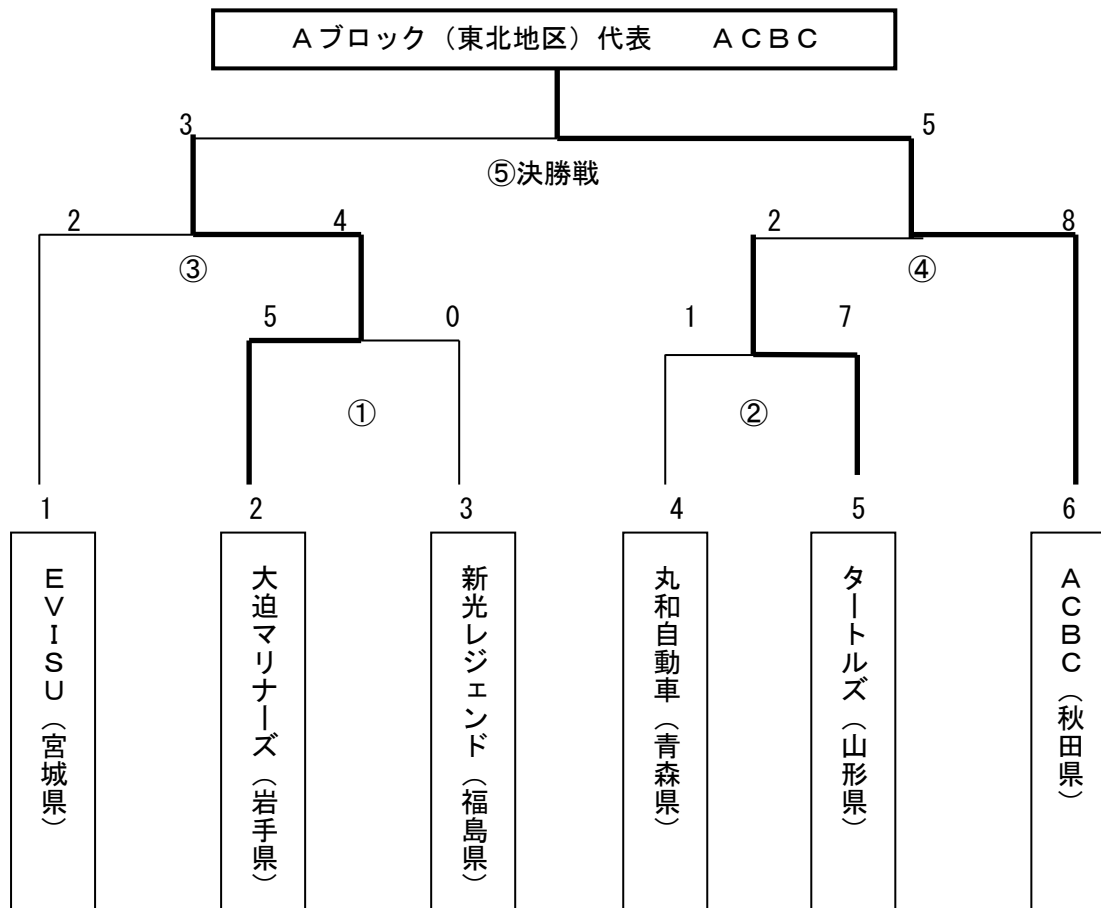 Aブロック（東北地区）代表　　ＡＣＢＣ
3 5
⑤決勝戦
2 4 2 8
③ ④
5 0 1 7
① ②
1 2 3 4 5 6
ＥＶＩＳＵ（宮城県）
大迫マリナーズ（岩手県）
新光レジェンド（福島県）
丸和自動車（青森県）
タートルズ（山形県）
ＡＣＢＣ（秋田県）